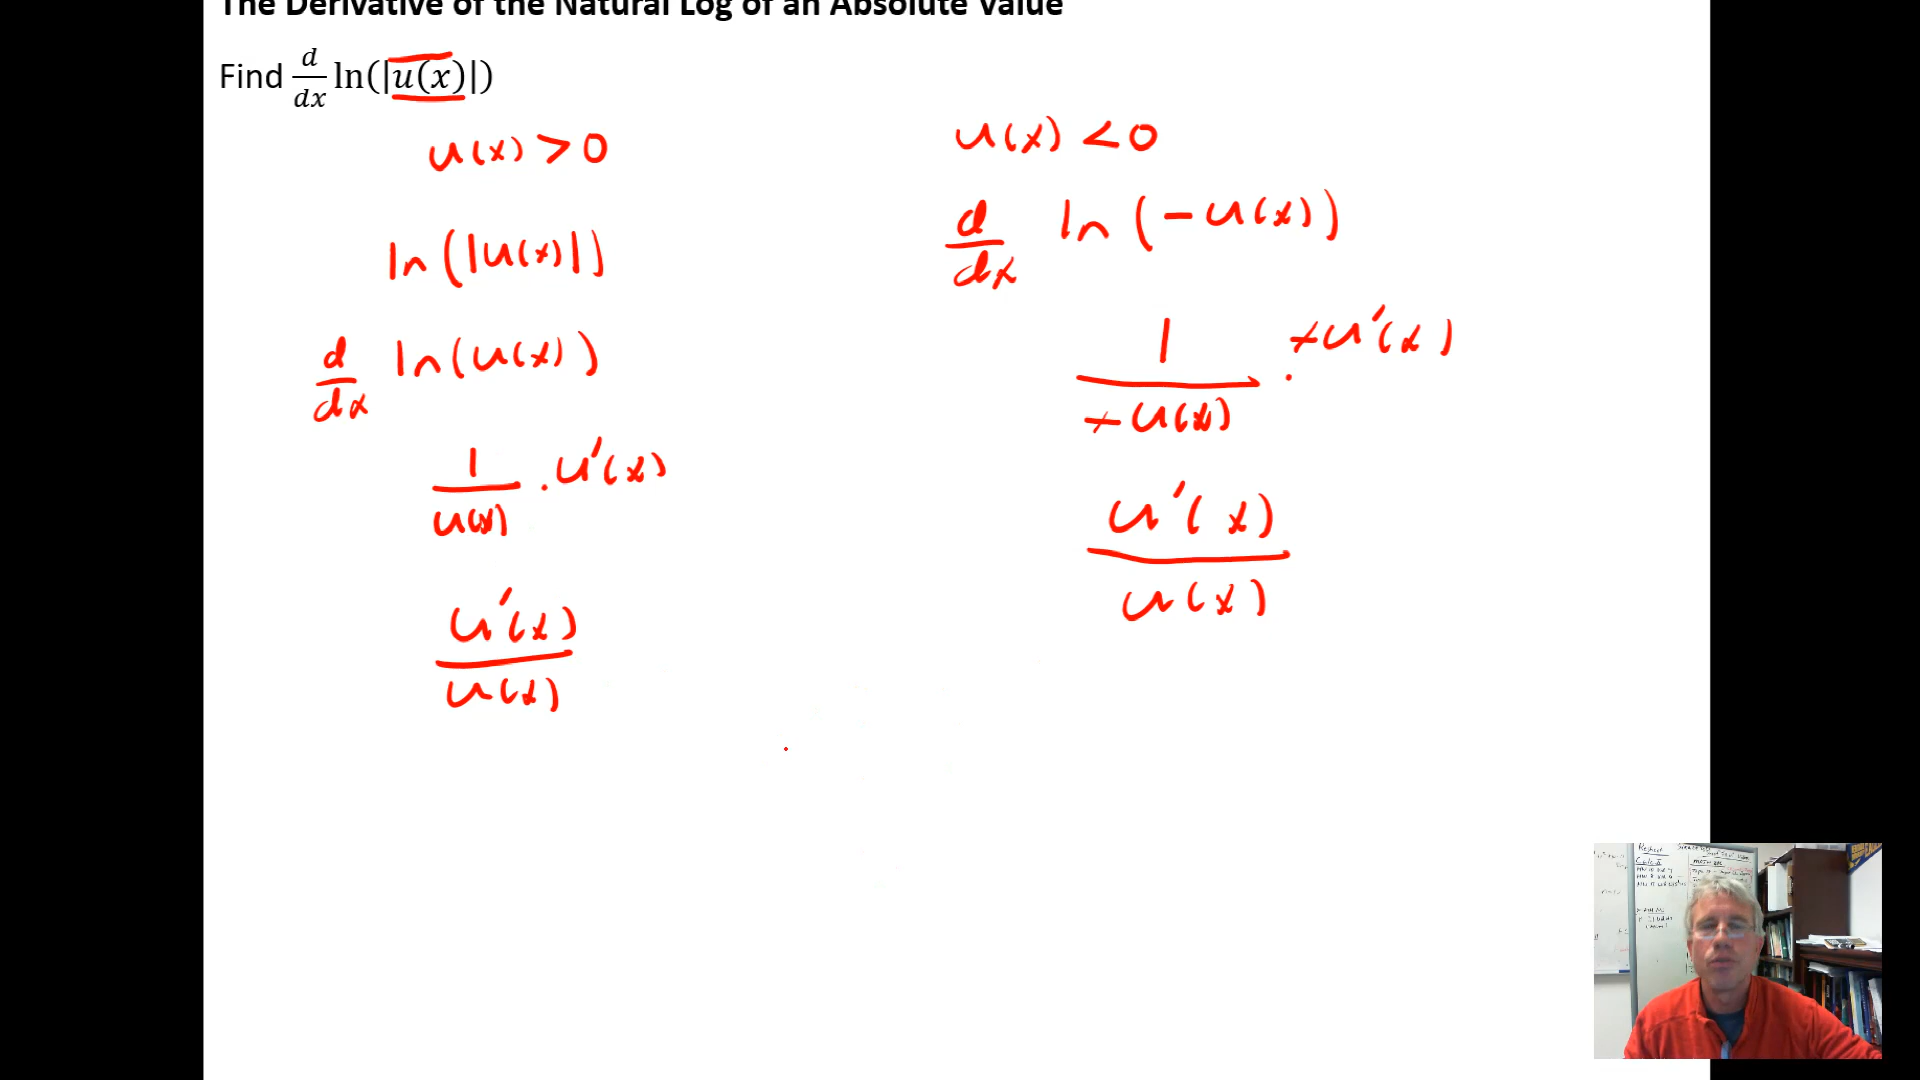 The Derivative of the Natural Log of an Absolute Value
Find d/dx ln(|u(x)|)
u(x) > 0
ln(|u(x)|)
d/dx ln(u(x))
1/u(x) · u'(x)
u'(x)/u(x)
u(x) < 0
d/dx ln(-u(x))
1/-u(x) · -u'(x)
u'(x)/u(x)